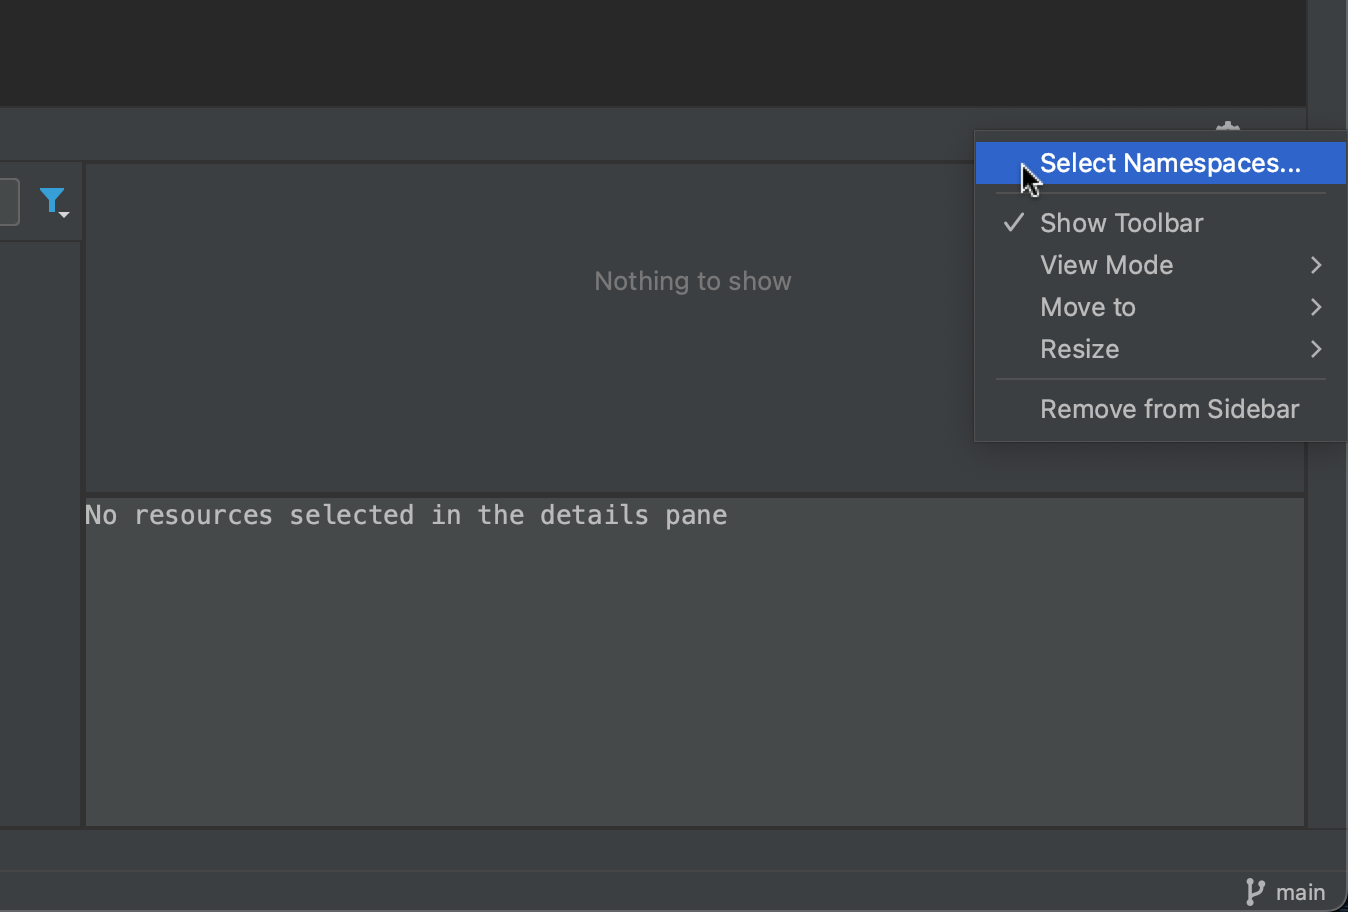 Select Namespaces...
Show Toolbar
View Mode
Move to
Resize
Remove from Sidebar
Nothing to show
No resources selected in the details pane
main